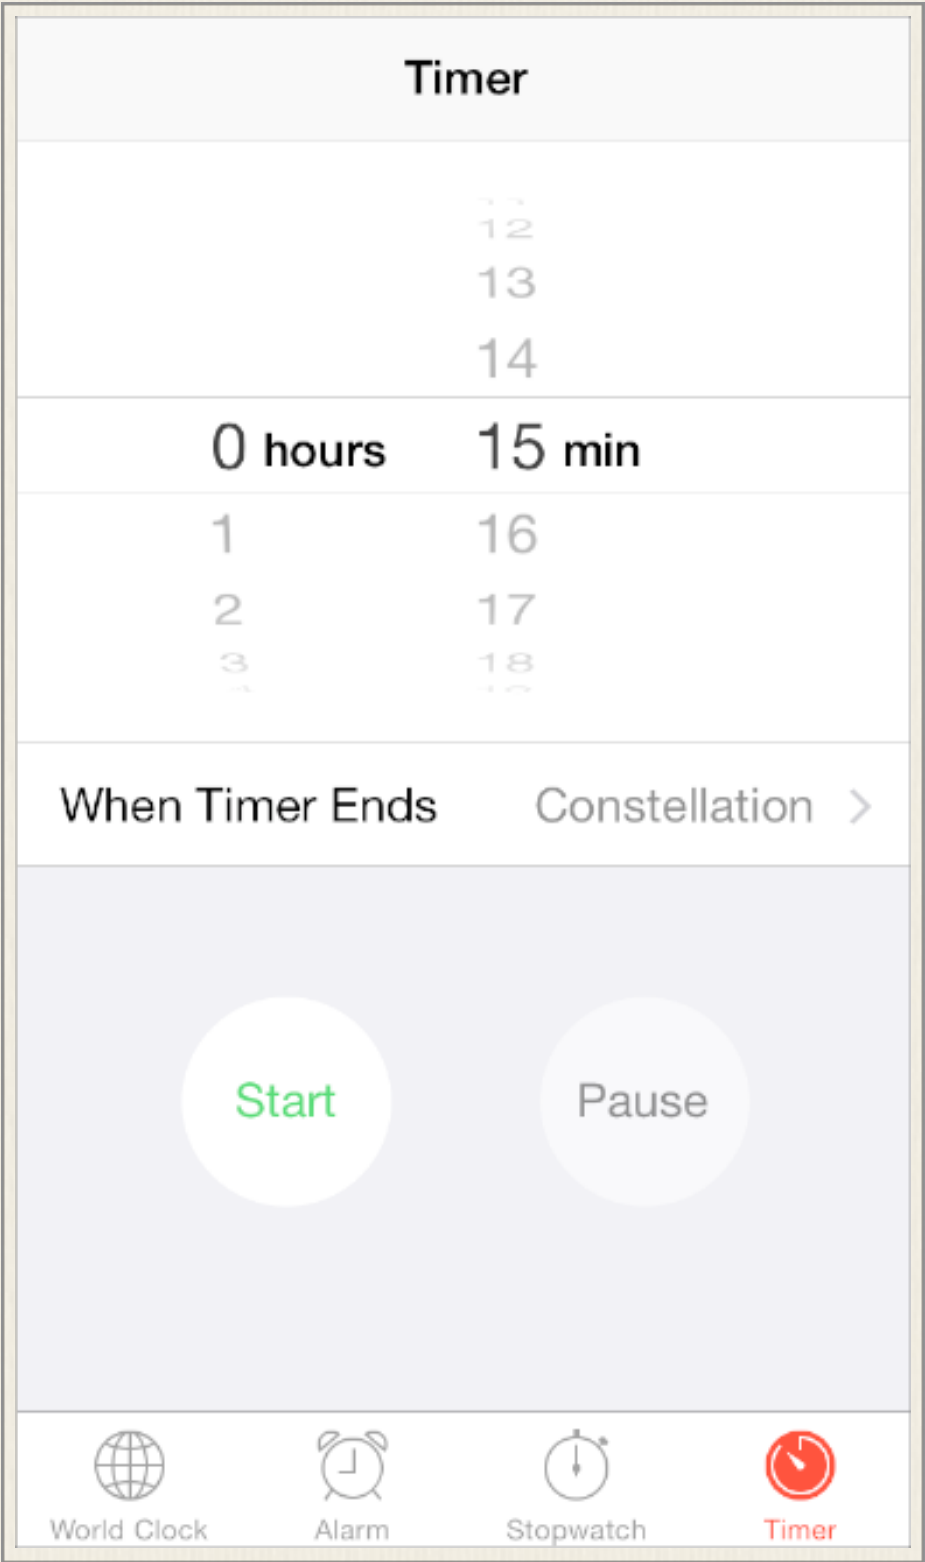 Timer
12
13
14
0 hours 15 min
1 16
2 17
3 18
When Timer Ends Constellation
Start Pause
World Clock Alarm Stopwatch Timer